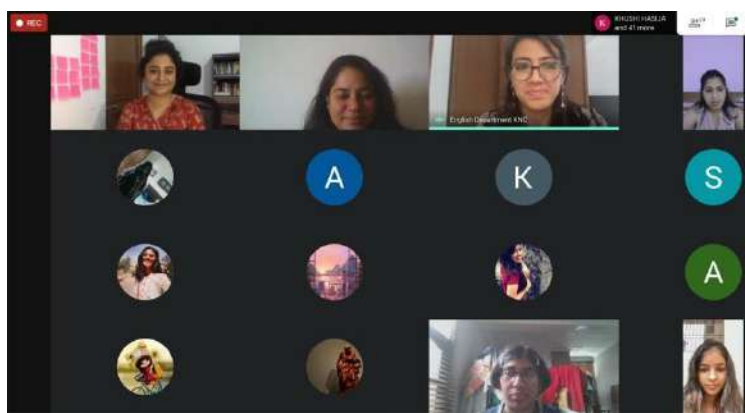 REC
K
KHUSHI HASIJA
and 41 more
English Department KNC
A
K
S
A